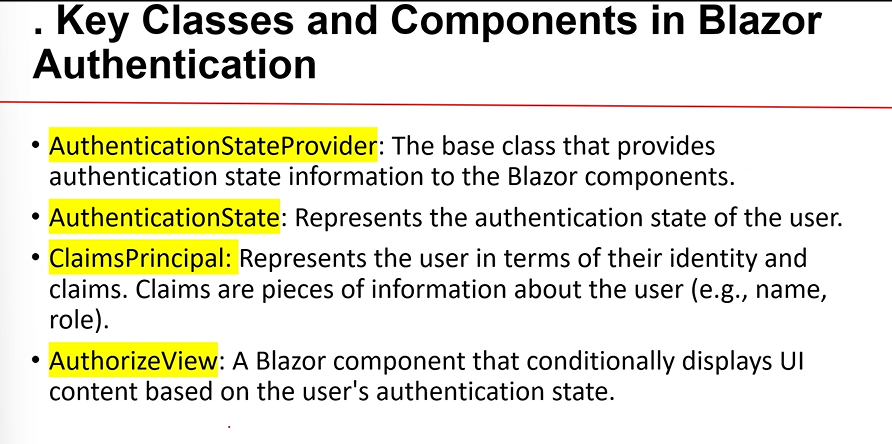 . Key Classes and Components in Blazor
Authentication
• AuthenticationStateProvider: The base class that provides
authentication state information to the Blazor components.
• AuthenticationState: Represents the authentication state of the user.
• ClaimsPrincipal: Represents the user in terms of their identity and
claims. Claims are pieces of information about the user (e.g., name,
role).
• AuthorizeView: A Blazor component that conditionally displays UI
content based on the user's authentication state.